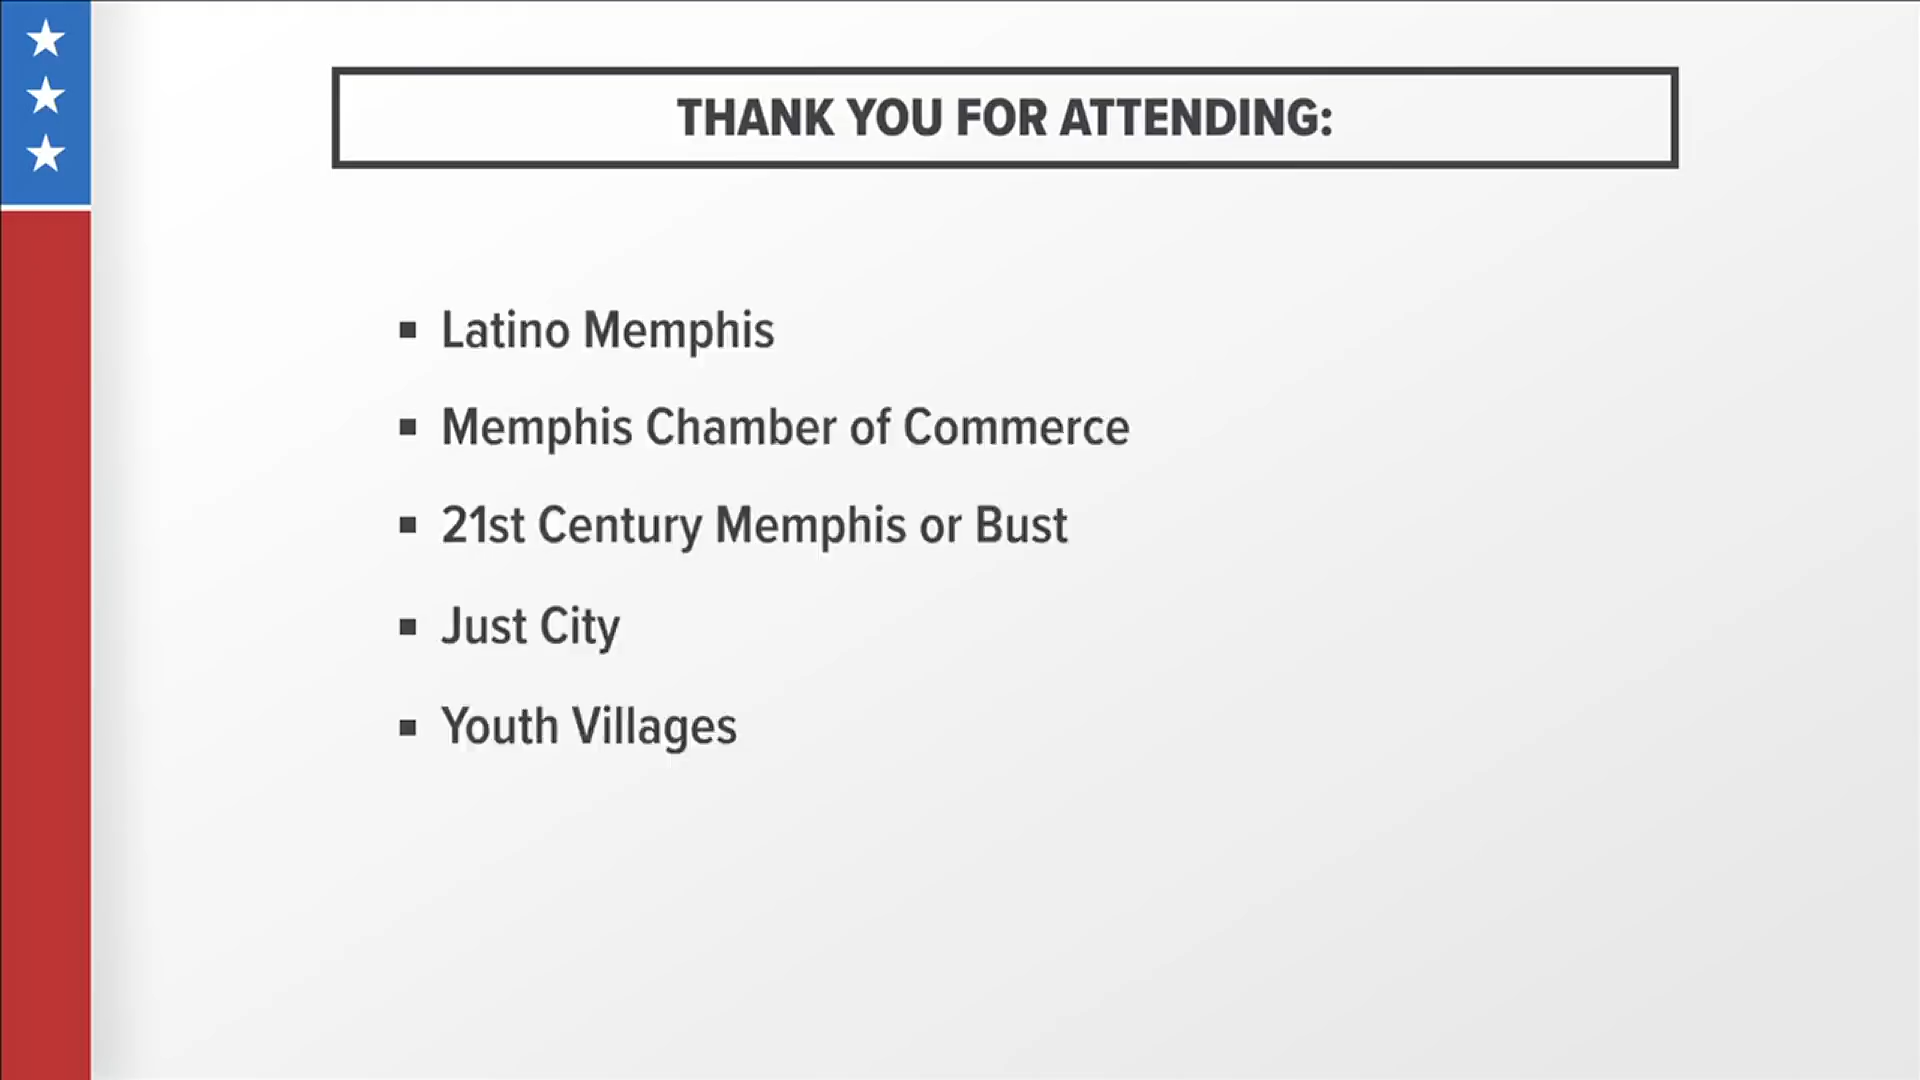 THANK YOU FOR ATTENDING:
▪ Latino Memphis
▪ Memphis Chamber of Commerce
▪ 21st Century Memphis or Bust
▪ Just City
▪ Youth Villages